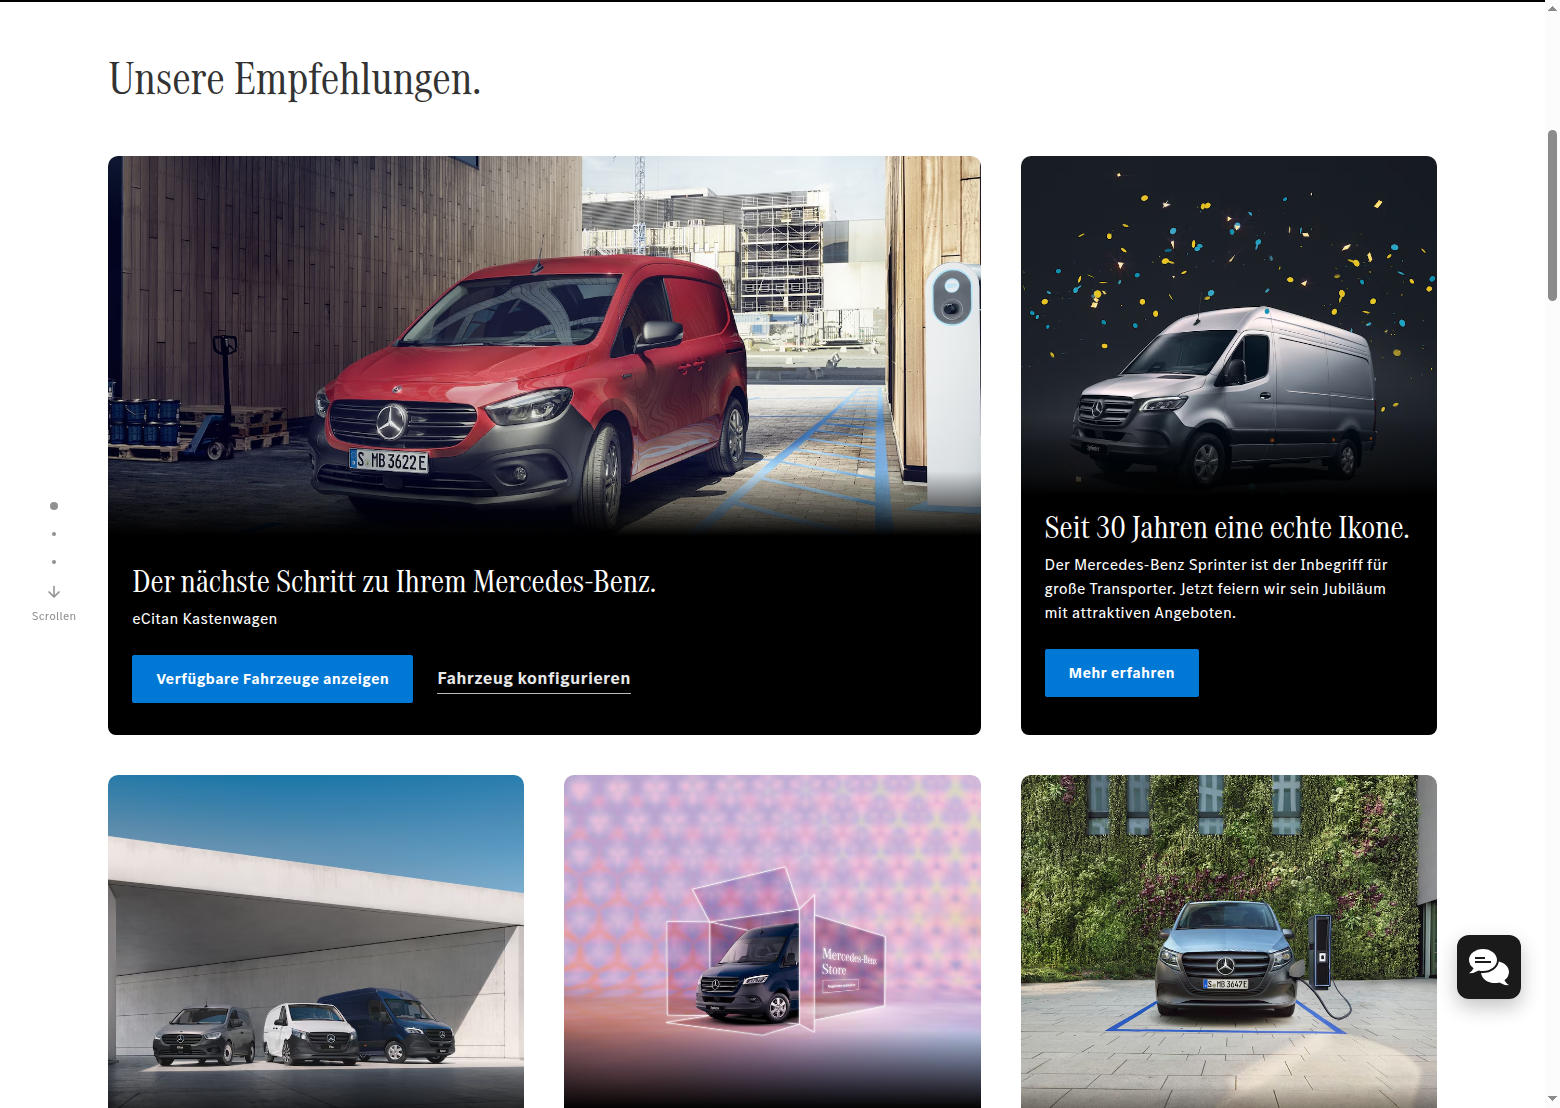 Unsere Empfehlungen.
S MB 3622E
Der nächste Schritt zu Ihrem Mercedes-Benz.
eCitan Kastenwagen
Verfügbare Fahrzeuge anzeigen
Fahrzeug konfigurieren
Seit 30 Jahren eine echte Ikone.
Der Mercedes-Benz Sprinter ist der Inbegriff für
große Transporter. Jetzt feiern wir sein Jubiläum
mit attraktiven Angeboten.
Mehr erfahren
Scrollen
Mercedes-Benz
Store
S MB 3647E